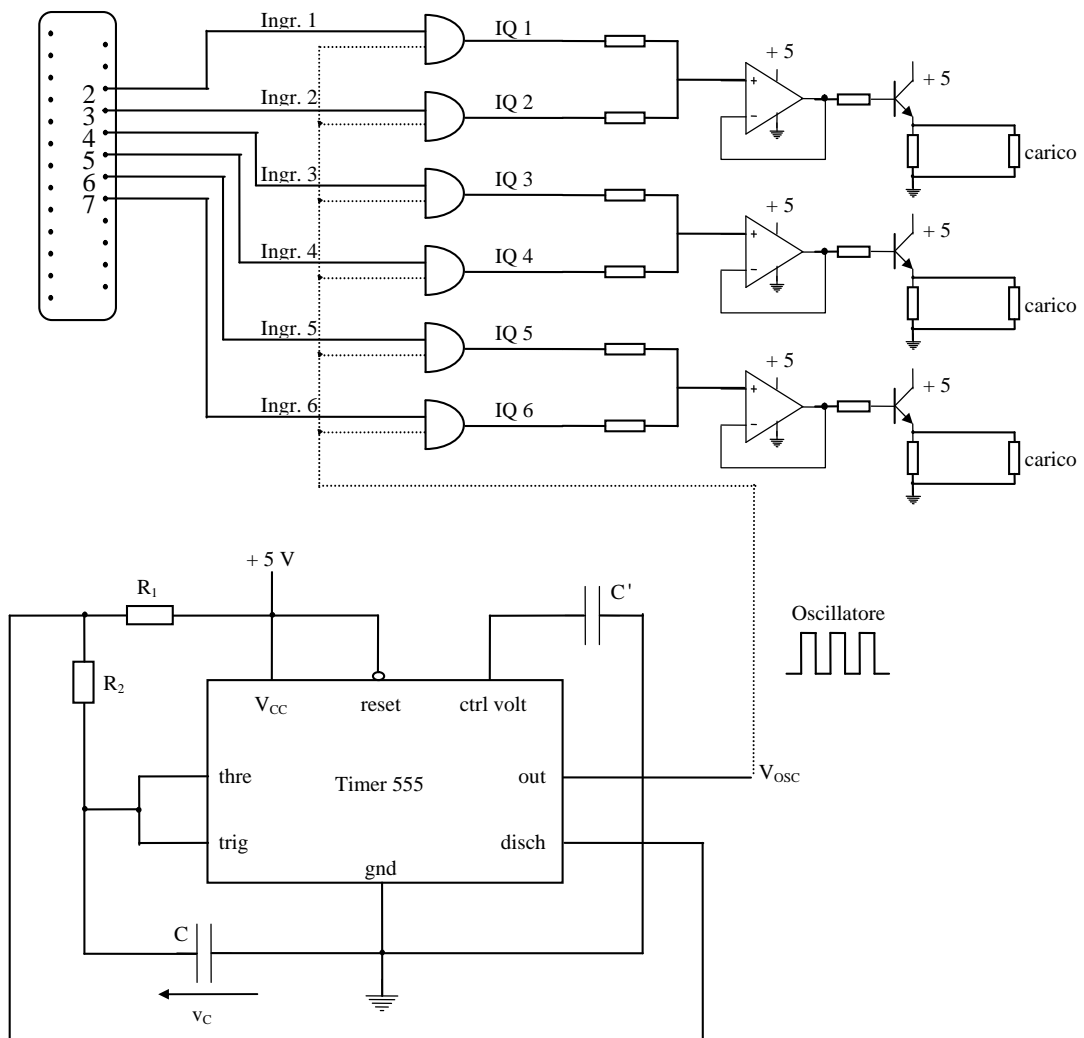 Ingr. 1
IQ 1
+ 5
+ 5
2
Ingr. 2
IQ 2
3
4
carico
5
Ingr. 3
IQ 3
6
7
+ 5
+ 5
Ingr. 4
IQ 4
carico
Ingr. 5
IQ 5
+ 5
+ 5
Ingr. 6
IQ 6
carico
+ 5 V
R1
C'
Oscillatore
R2
VCC
reset
ctrl volt
thre
Timer 555
out
VOSC
trig
disch
gnd
C
vC
+
−
+
−
+
−